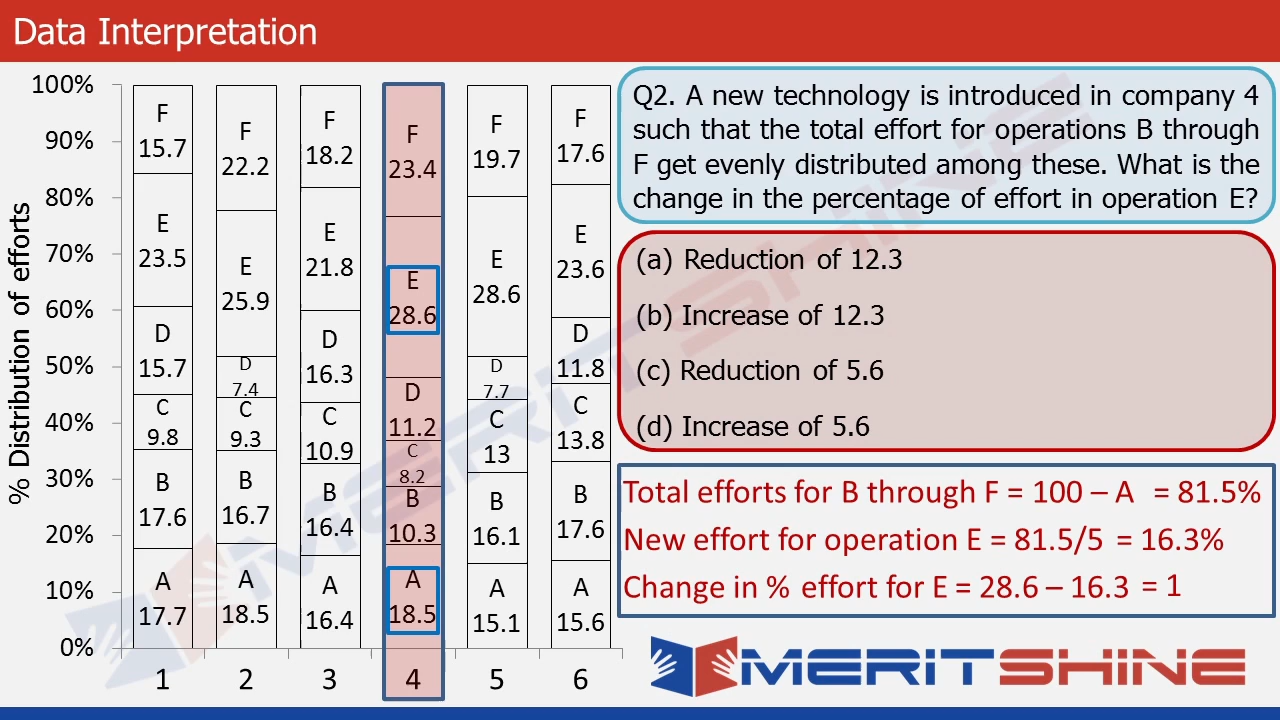 Data Interpretation
% Distribution of efforts
100%
90%
80%
70%
60%
50%
40%
30%
20%
10%
0%
F
15.7
E
23.5
D
15.7
C
9.8
B
17.6
A
17.7
1
F
22.2
E
25.9
D
7.4
C
9.3
B
16.7
A
18.5
2
F
18.2
E
21.8
D
16.3
C
10.9
B
16.4
A
16.4
3
F
23.4
E
28.6
D
11.2
C
8.2
B
10.3
A
18.5
4
F
19.7
E
28.6
D
7.7
C
13
B
16.1
A
15.1
5
F
17.6
E
23.6
D
11.8
C
13.8
B
17.6
A
15.6
6
Q2. A new technology is introduced in company 4
such that the total effort for operations B through
F get evenly distributed among these. What is the
change in the percentage of effort in operation E?
(a) Reduction of 12.3
(b) Increase of 12.3
(c) Reduction of 5.6
(d) Increase of 5.6
Total efforts for B through F = 100 – A = 81.5%
New effort for operation E = 81.5/5 = 16.3%
Change in % effort for E = 28.6 – 16.3 = 1
MERITSHINE
MERITSHINE